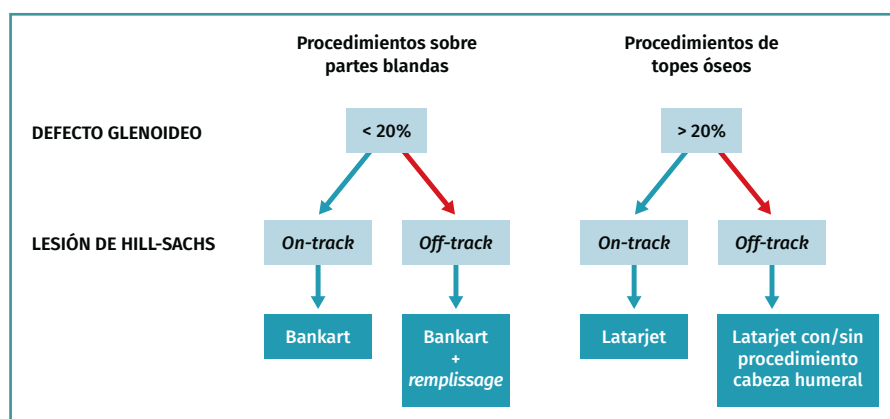 Procedimientos sobre
partes blandas
Procedimientos de
topes óseos
DEFECTO GLENOIDEO
< 20%
> 20%
LESIÓN DE HILL-SACHS
On-track
Off-track
On-track
Off-track
Bankart
Bankart
+
remplissage
Latarjet
Latarjet con/sin
procedimiento
cabeza humeral